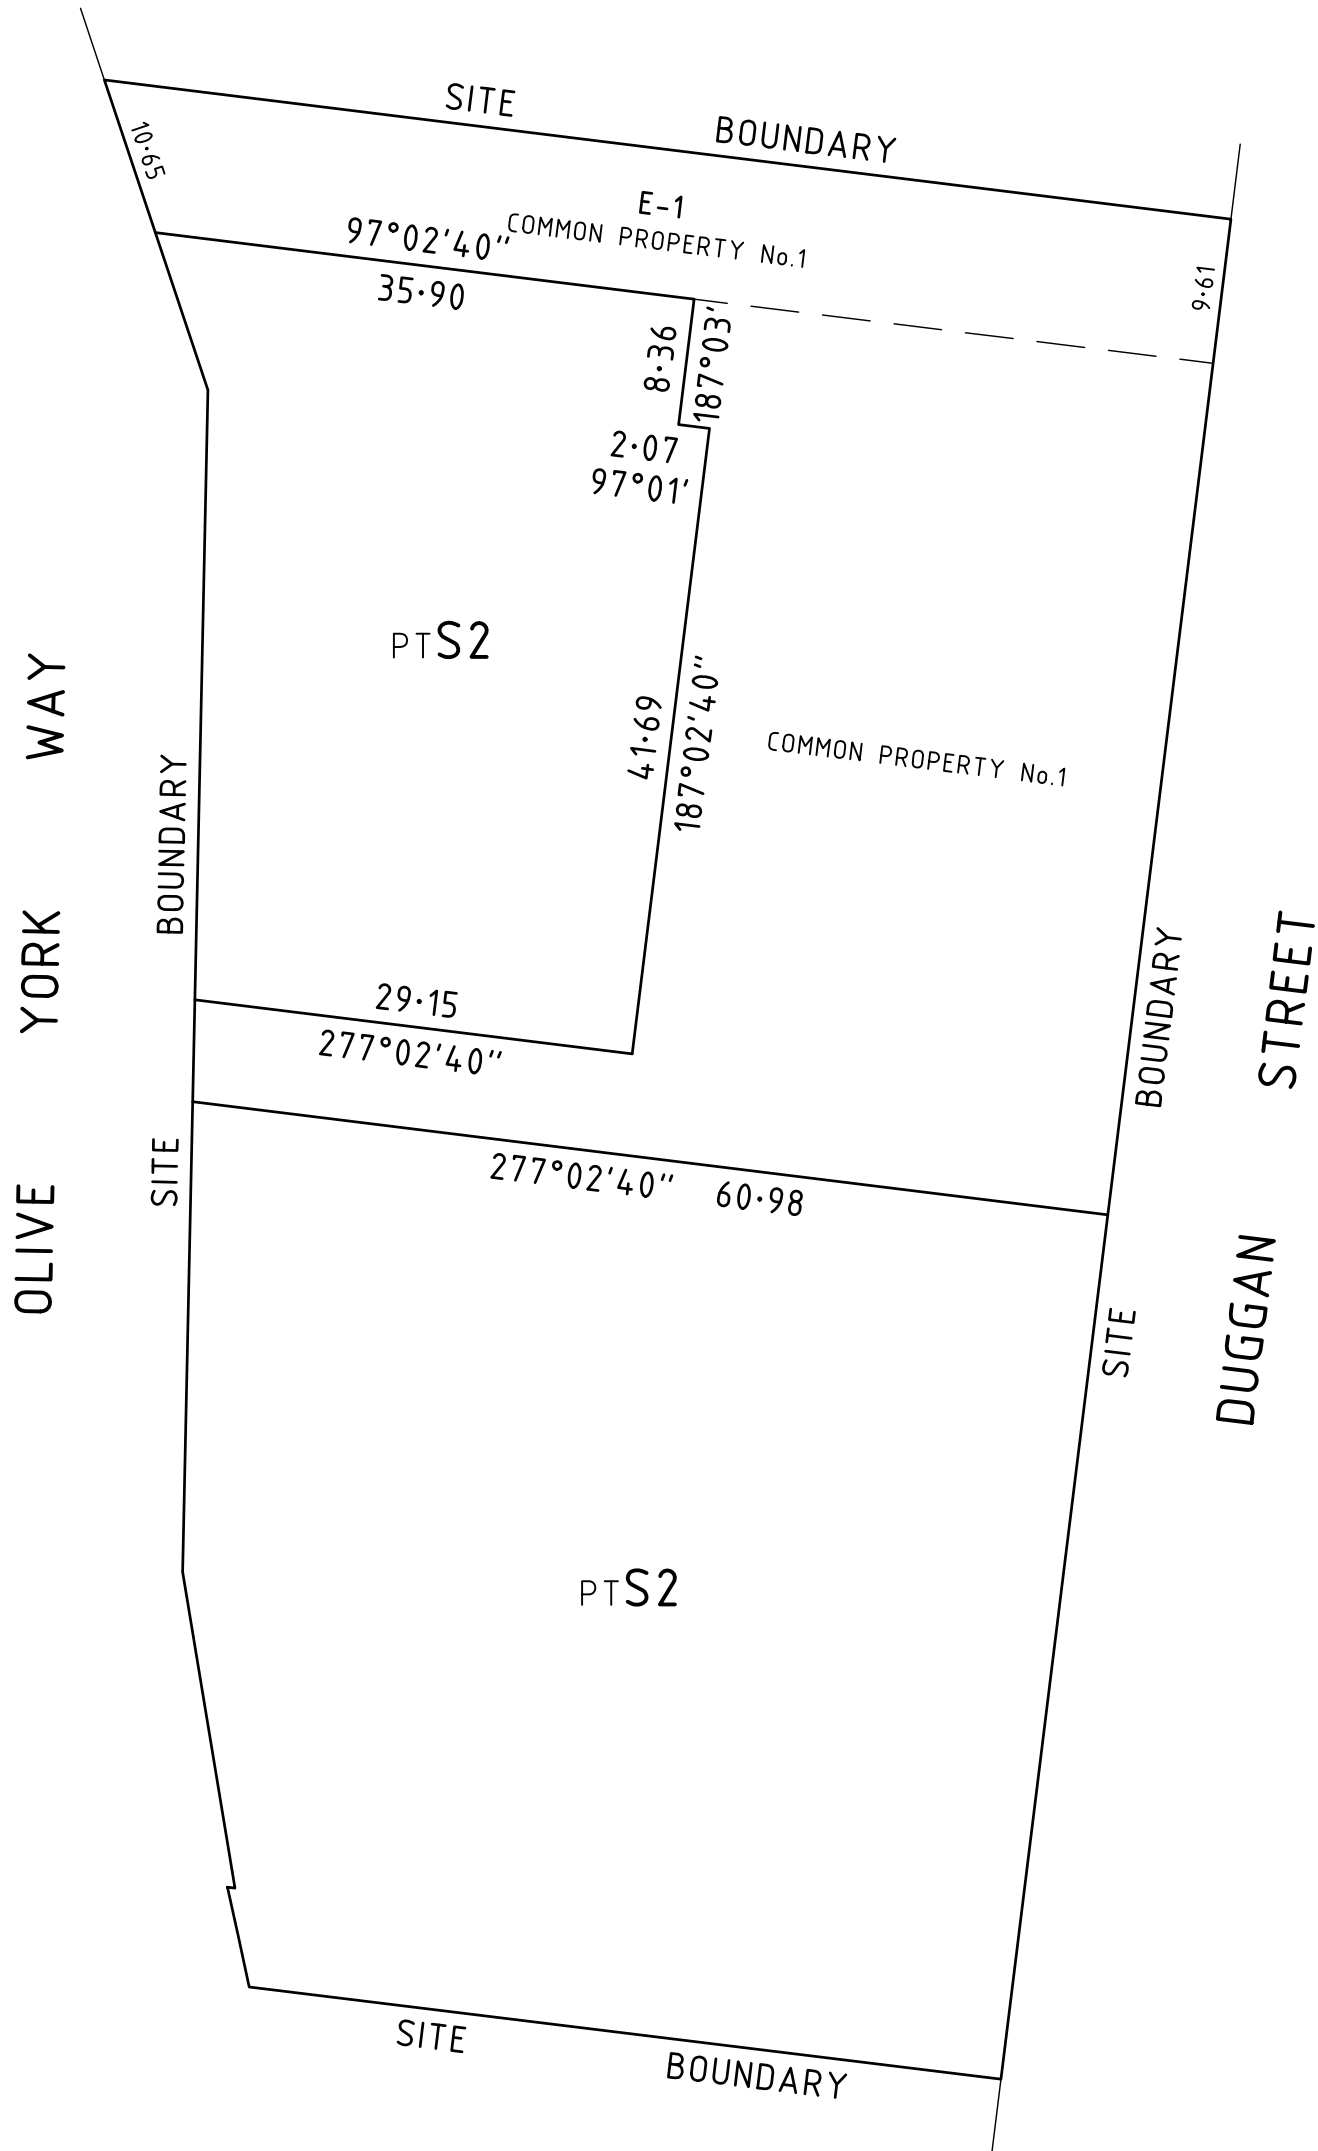 SITE BOUNDARY
10·65
E-1
COMMON PROPERTY No.1
97°02'40"
35·90
9·61
8·36
187°03'
2·07
97°01'
PTS2
41·69
187°02'40"
COMMON PROPERTY No.1
OLIVE YORK WAY
SITE BOUNDARY
29·15
277°02'40"
SITE BOUNDARY
DUGGAN STREET
277°02'40" 60·98
PTS2
SITE BOUNDARY